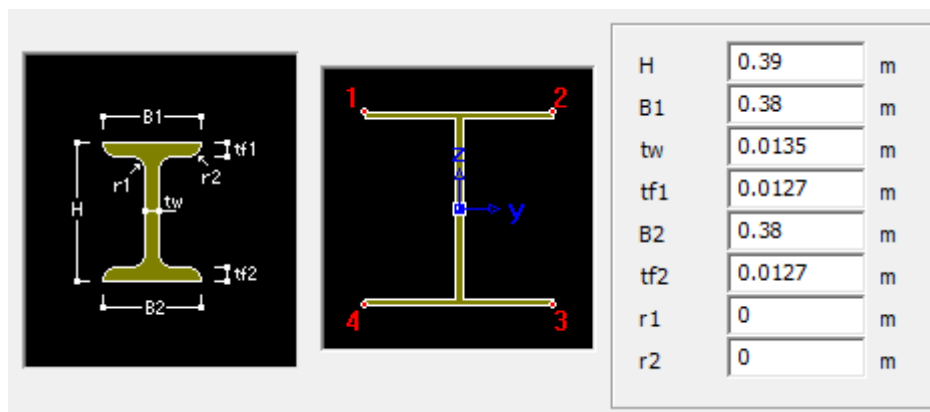 B1
tf1
r1
r2
H
tw
tf2
B2
1
2
z
y
4
3
H 0.39 m
B1 0.38 m
tw 0.0135 m
tf1 0.0127 m
B2 0.38 m
tf2 0.0127 m
r1 0 m
r2 0 m